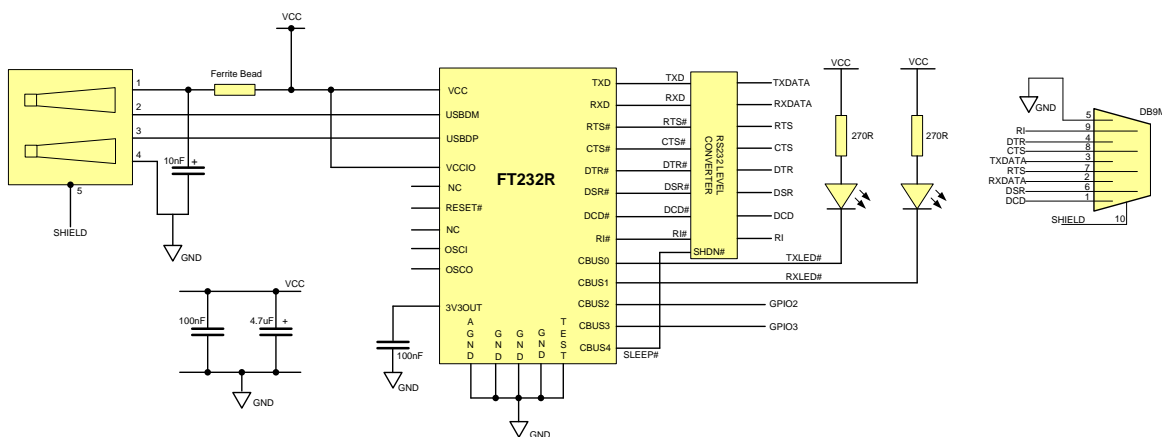 VCC
Ferrite Bead
1
2
3
4
5
SHIELD
10nF +
GND
VCC
100nF
4.7uF +
GND
FT232R
VCC
USBDM
USBDP
VCCIO
NC
RESET#
NC
OSCI
OSCO
3V3OUT
100nF
GND
AGND
GND
GND
GND
TEST
GND
TXD
RXD
RTS#
CTS#
DTR#
DSR#
DCD#
RI#
CBUS0
CBUS1
CBUS2
CBUS3
CBUS4
TXD
RXD
RTS#
CTS#
DTR#
DSR#
DCD#
RI#
SLEEP#
RS232 LEVEL
CONVERTER
SHDN#
TXDATA
RXDATA
RTS
CTS
DTR
DSR
DCD
RI
TXLED#
RXLED#
GPIO2
GPIO3
VCC
270R
VCC
270R
GND
DB9M
5
RI 9
DTR 4
CTS 8
TXDATA 3
RTS 7
RXDATA 2
DSR 6
DCD 1
SHIELD 10